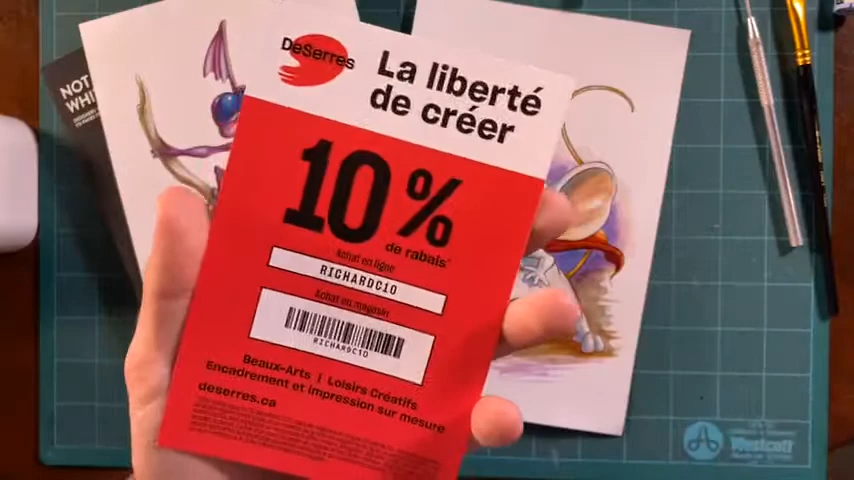 DeSerres
La liberté
de créer
10 %
de rabais*
Achat en ligne
RICHARDC10
Achat en magasin
RICHARDC10
Beaux-Arts | Loisirs Créatifs
Encadrement et impression sur mesure
deserres.ca
NOT
WHI
Westcott